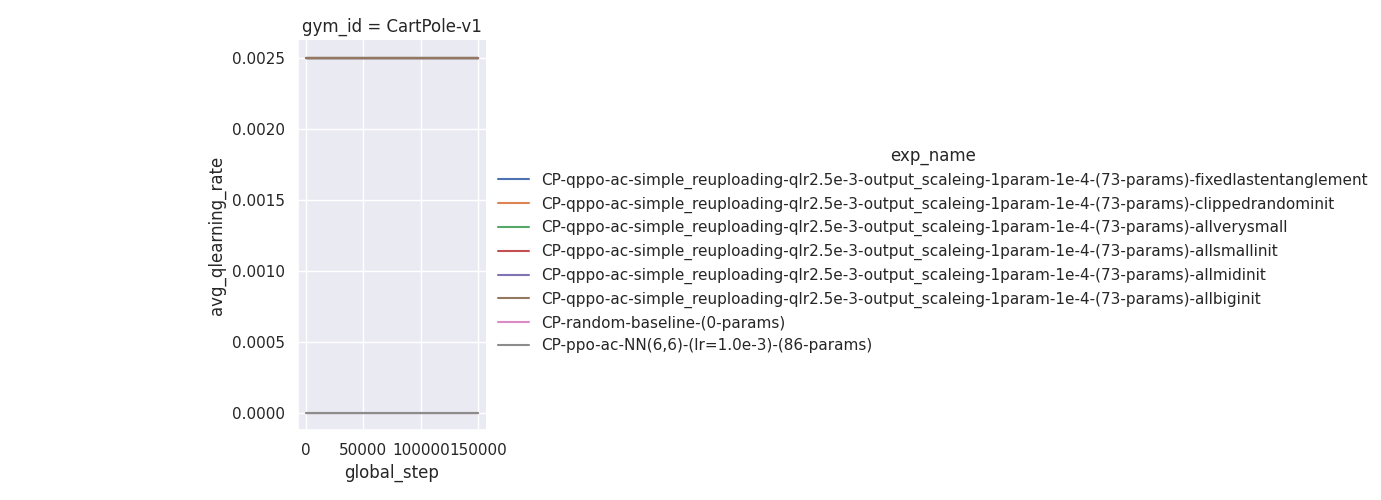 gym_id = CartPole-v1
avg_qlearning_rate
0.0025
0.0020
0.0015
0.0010
0.0005
0.0000
0 50000 100000 150000
global_step
exp_name
CP-qppo-ac-simple_reuploading-qlr2.5e-3-output_scaleing-1param-1e-4-(73-params)-fixedlastentanglement
CP-qppo-ac-simple_reuploading-qlr2.5e-3-output_scaleing-1param-1e-4-(73-params)-clippedrandominit
CP-qppo-ac-simple_reuploading-qlr2.5e-3-output_scaleing-1param-1e-4-(73-params)-allverysmall
CP-qppo-ac-simple_reuploading-qlr2.5e-3-output_scaleing-1param-1e-4-(73-params)-allsmallinit
CP-qppo-ac-simple_reuploading-qlr2.5e-3-output_scaleing-1param-1e-4-(73-params)-allmidinit
CP-qppo-ac-simple_reuploading-qlr2.5e-3-output_scaleing-1param-1e-4-(73-params)-allbiginit
CP-random-baseline-(0-params)
CP-ppo-ac-NN(6,6)-(lr=1.0e-3)-(86-params)